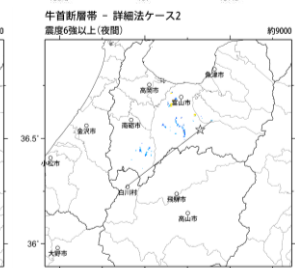 牛首断層帯 － 詳細法ケース2
震度6強以上(夜間)
約9000
魚津市
高岡市
富山市
金沢市
南砺市
36.5°
小松市
白川村
飛騨市
高山市
36°
大野市